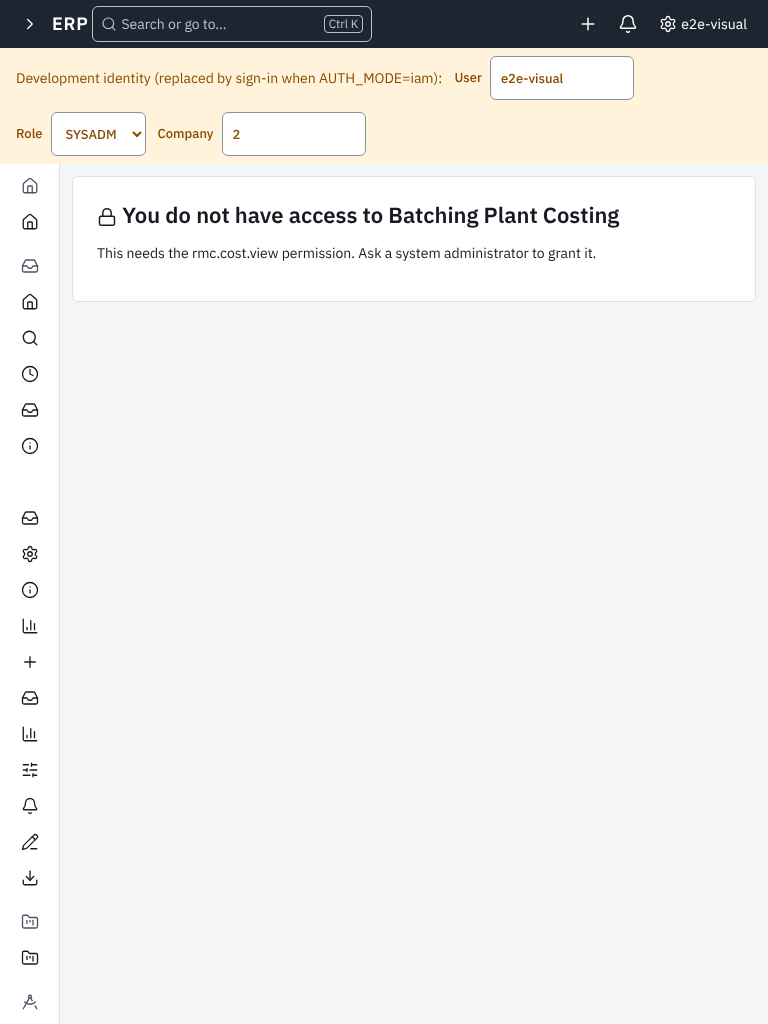 ERP Search or go to... Ctrl K e2e-visual
Development identity (replaced by sign-in when AUTH_MODE=iam): User e2e-visual
Role SYSADM Company 2
You do not have access to Batching Plant Costing
This needs the rmc.cost.view permission. Ask a system administrator to grant it.